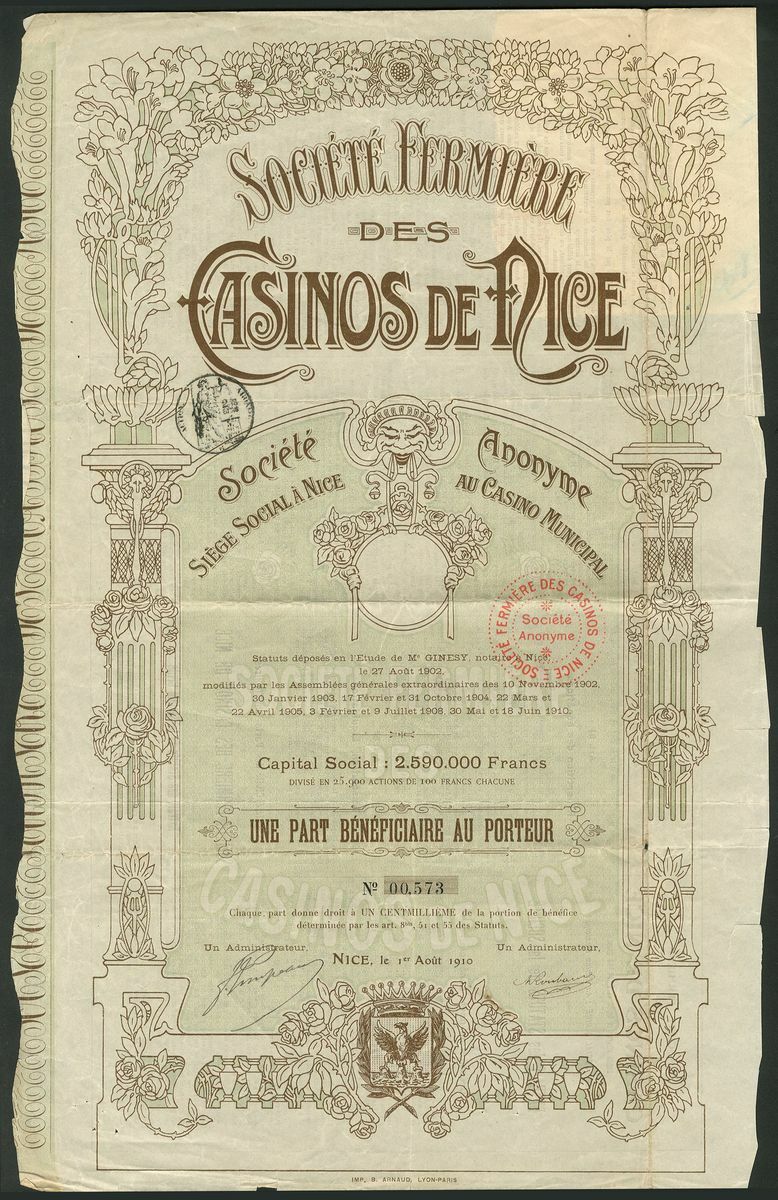 SOCIÉTÉ FERMIÈRE
DES
CASINOS DE NICE
Société Anonyme
SIÈGE SOCIAL À NICE AU CASINO MUNICIPAL
SOCIÉTÉ FERMIÈRE DES CASINOS DE NICE
Société
Anonyme
Statuts déposés en l'Etude de Me GINESY, notaire à Nice,
le 27 Août 1902,
modifiés par les Assemblées générales extraordinaires des 10 Novembre 1902,
30 Janvier 1903, 17 Février et 31 Octobre 1904, 22 Mars et
22 Avril 1905, 3 Février et 9 Juillet 1908, 30 Mai et 18 Juin 1910.
Capital Social : 2.590.000 Francs
DIVISÉ EN 25.900 ACTIONS DE 100 FRANCS CHACUNE
UNE PART BÉNÉFICIAIRE AU PORTEUR
No 00,573
CASINOS DE NICE
Chaque part donne droit à UN CENTMILLIEME de la portion de bénéfice
déterminée par les art. 8bis, 51 et 55 des Statuts.
Un Administrateur, Un Administrateur,
NICE, le 1er Août 1910
IMP. B. ARNAUD, LYON-PARIS